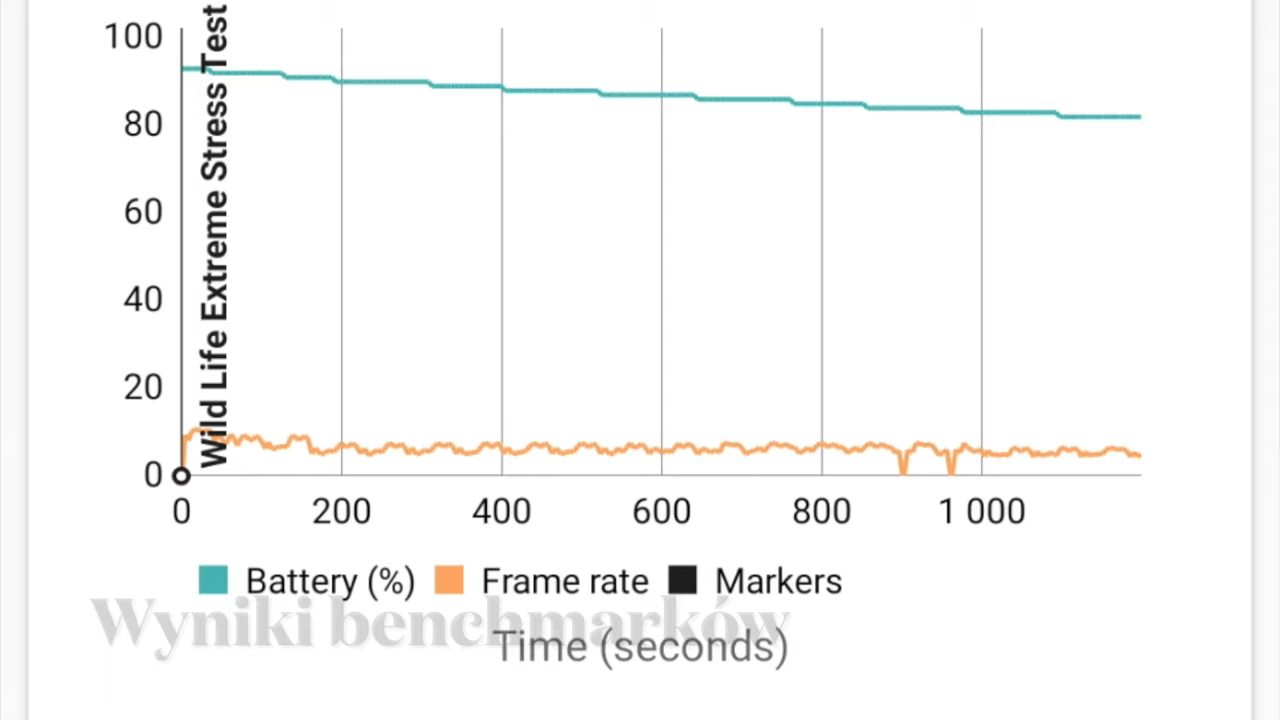 100
80
60
40
20
0
Wild Life Extreme Stress Test
0 200 400 600 800 1 000
Battery (%) Frame rate Markers
Wyniki benchmarków
Time (seconds)